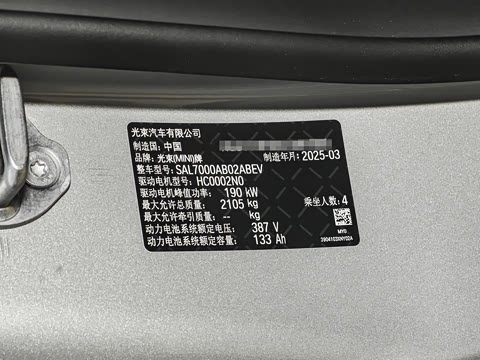 光束汽车有限公司
制造国: 中国
品牌: 光束(MINI)牌 制造年月: 2025-03
整车型号: SAL7000AB02ABEV
驱动电机型号: HC0002N0
驱动电机峰值功率: 190 kW
最大允许总质量: 2105 kg 乘坐人数: 4
最大允许牵引质量: -- kg
动力电池系统额定电压: 387 V
动力电池系统额定容量: 133 Ah
MY0